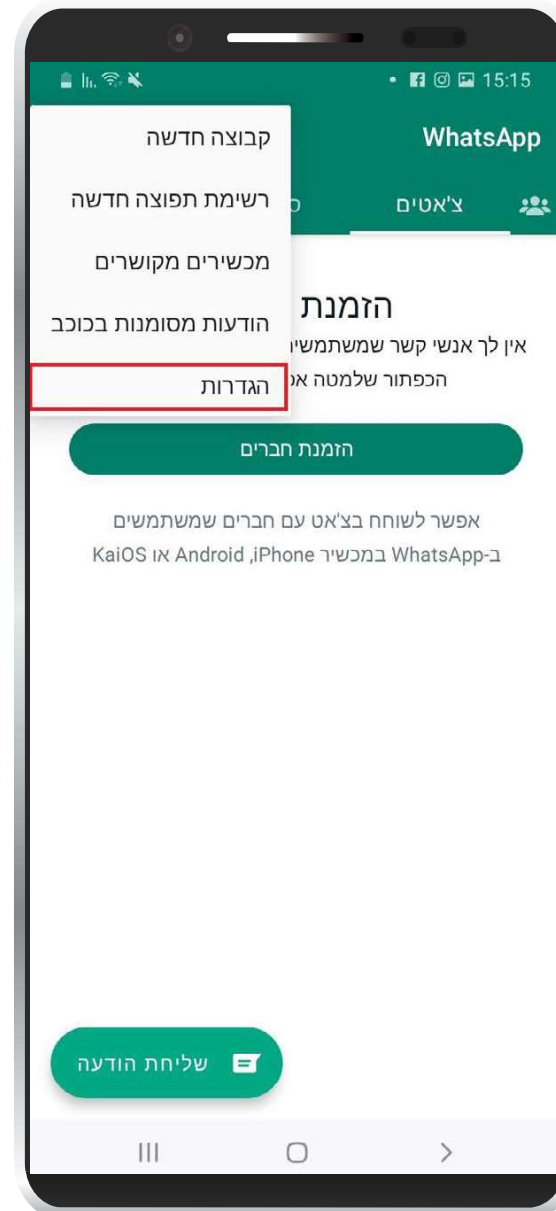 15:15
WhatsApp
צ'אטים
קבוצה חדשה
רשימת תפוצה חדשה
מכשירים מקושרים
הודעות מסומנות בכוכב
הגדרות
הזמנת
אין לך אנשי קשר
הכפתור שלמטה
הזמנת חברים
אפשר לשוחח בצ'אט עם חברים שמשתמשים
ב-WhatsApp במכשיר iPhone, Android או KaiOS
שליחת הודעה